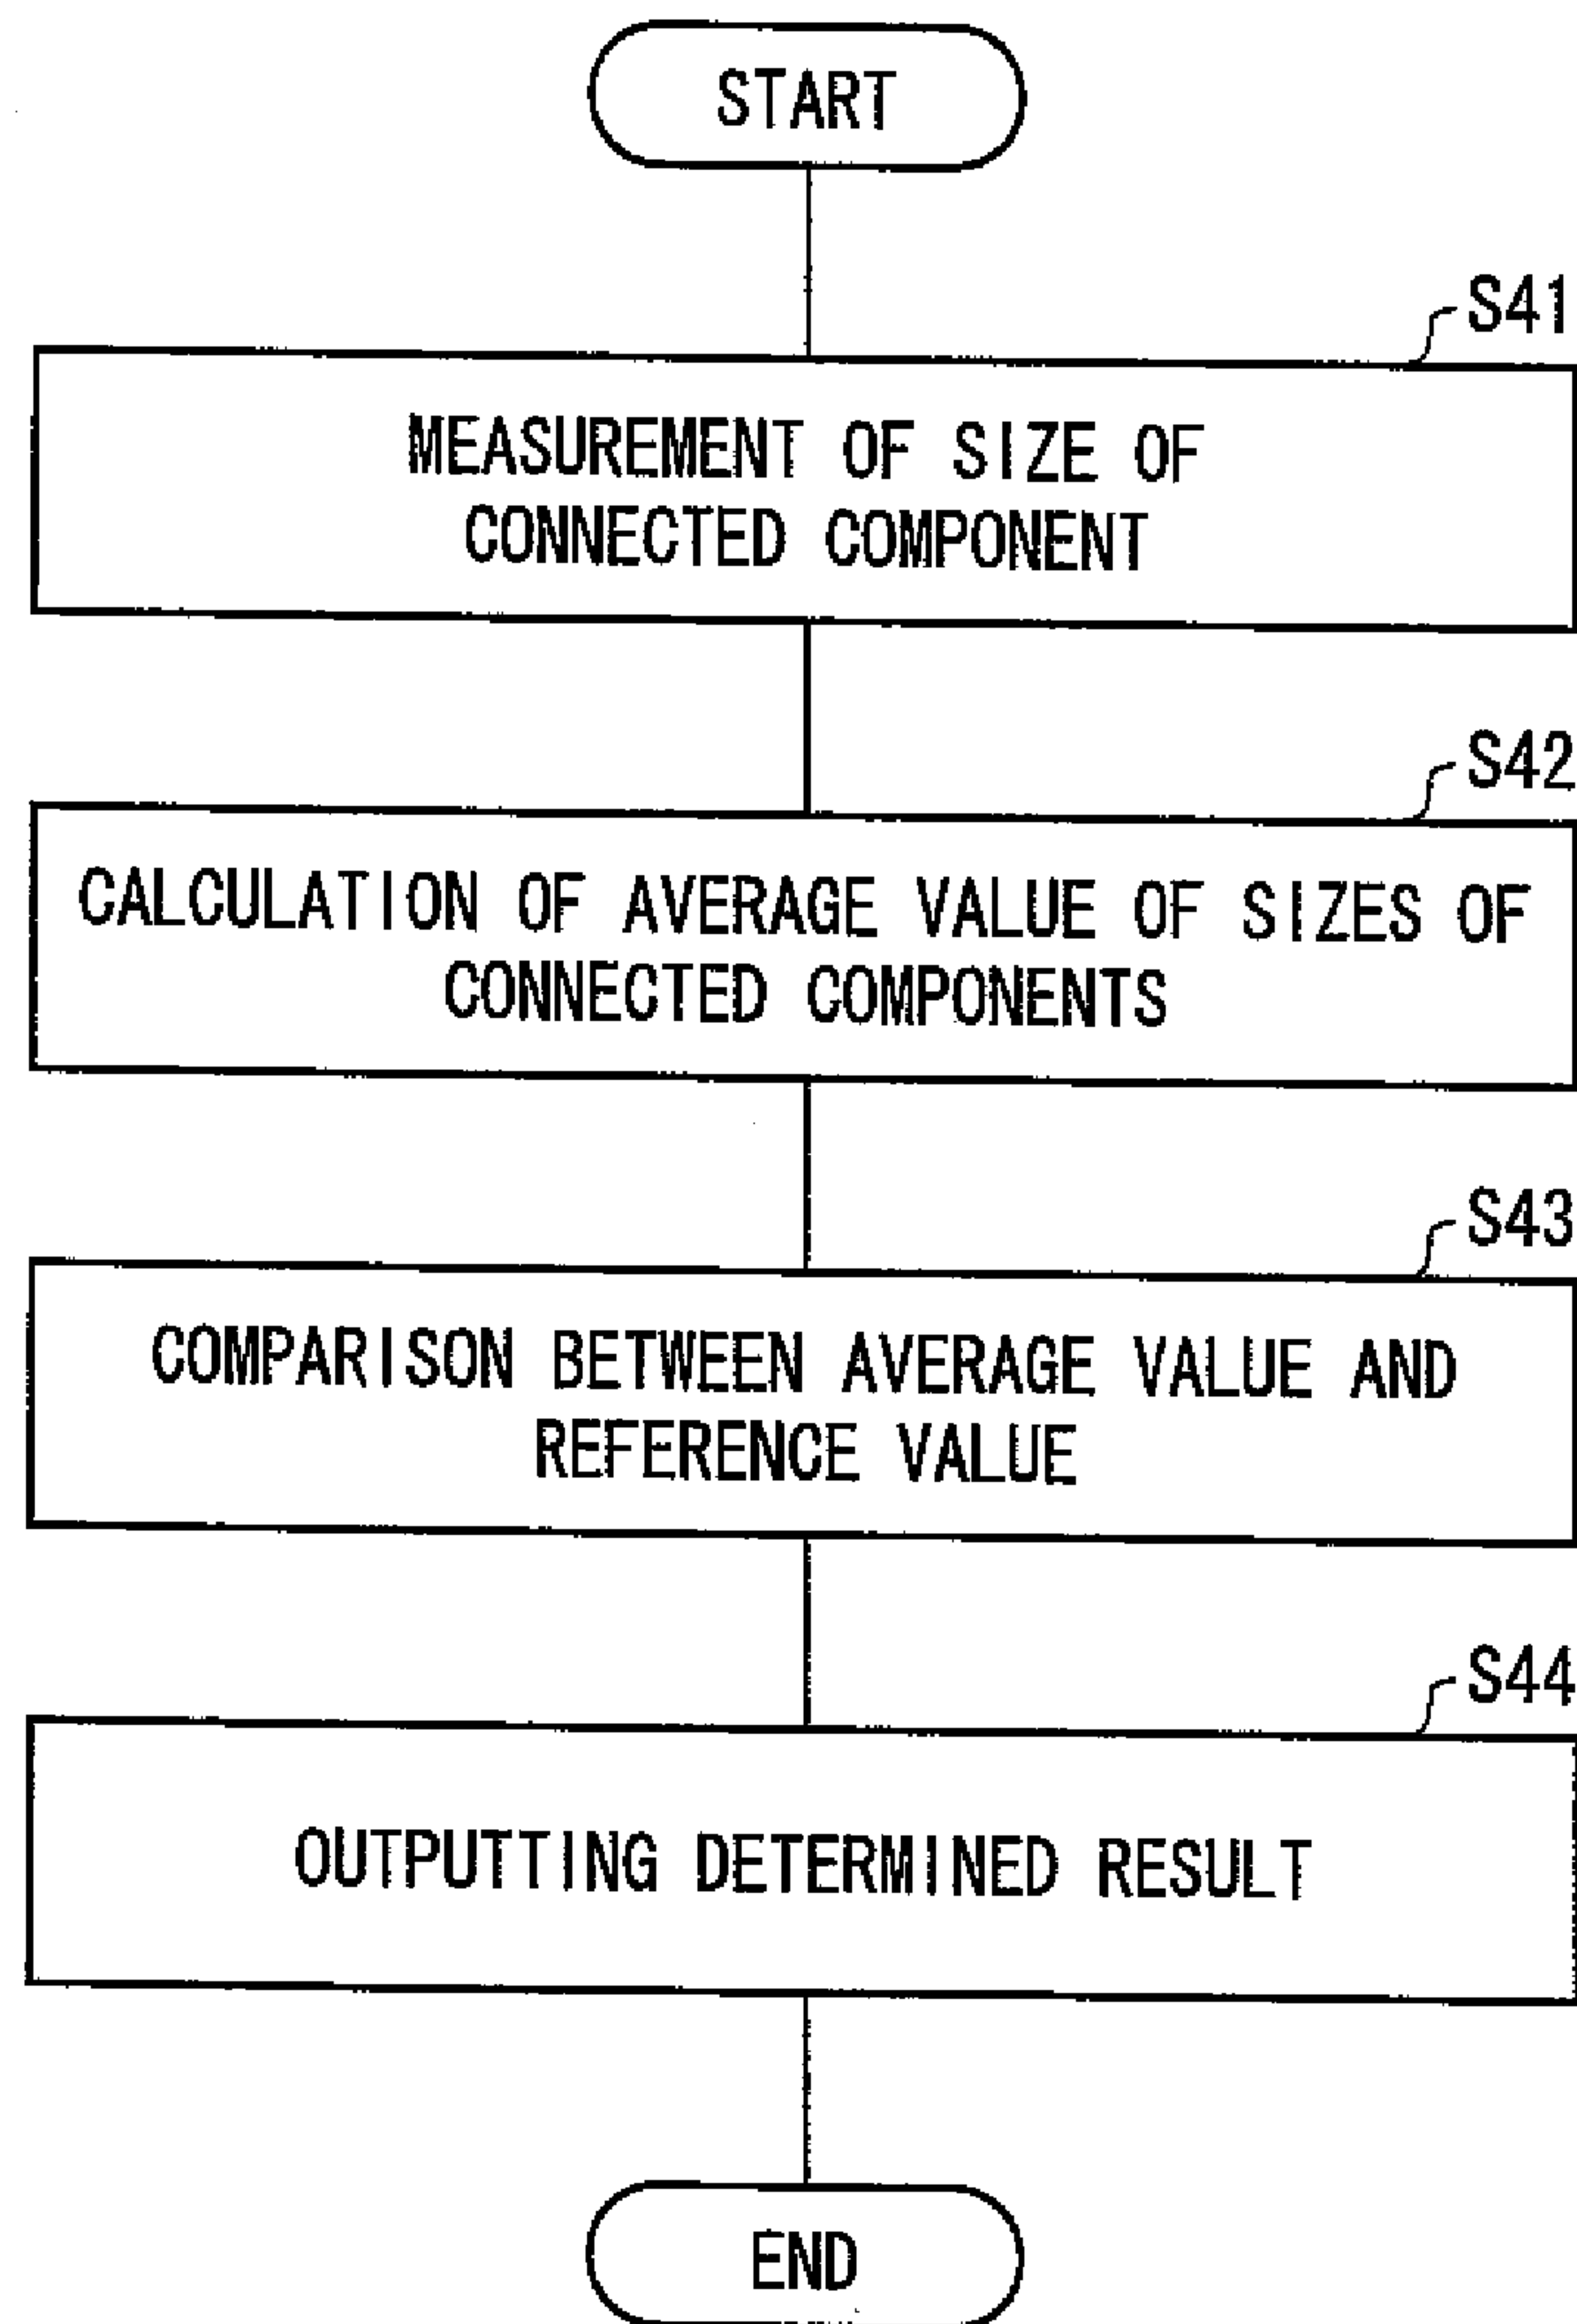 START
S41
MEASUREMENT OF SIZE OF
CONNECTED COMPONENT
S42
CALCULATION OF AVERAGE VALUE OF SIZES OF
CONNECTED COMPONENTS
S43
COMPARISON BETWEEN AVERAGE VALUE AND
REFERENCE VALUE
S44
OUTPUTTING DETERMINED RESULT
END